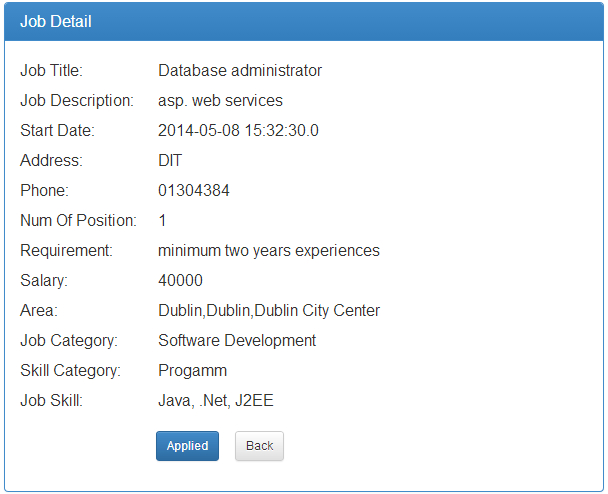 Job Detail
Job Title: Database administrator
Job Description: asp. web services
Start Date: 2014-05-08 15:32:30.0
Address: DIT
Phone: 01304384
Num Of Position: 1
Requirement: minimum two years experiences
Salary: 40000
Area: Dublin,Dublin,Dublin City Center
Job Category: Software Development
Skill Category: Progamm
Job Skill: Java, .Net, J2EE
Applied Back